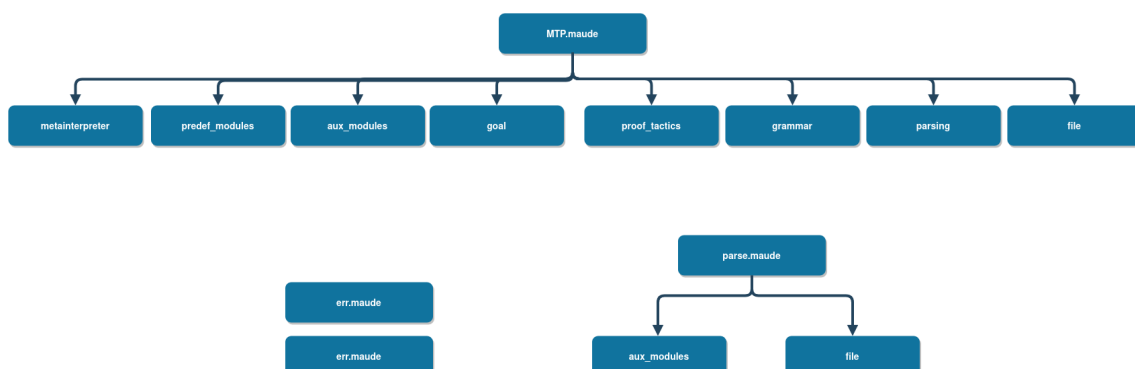 MTP.maude
metainterpreter
predef_modules
aux_modules
goal
proof_tactics
grammar
parsing
file
parse.maude
err.maude
err.maude
aux_modules
file